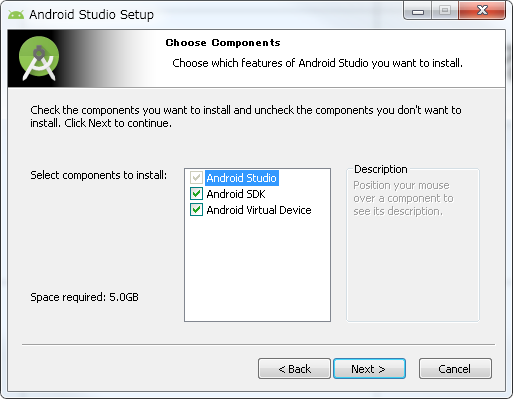 Android Studio Setup
Choose Components
Choose which features of Android Studio you want to install.
Check the components you want to install and uncheck the components you don't want to
install. Click Next to continue.
Select components to install:
Android Studio
Android SDK
Android Virtual Device
Description
Position your mouse
over a component to
see its description.
Space required: 5.0GB
< Back
Next >
Cancel